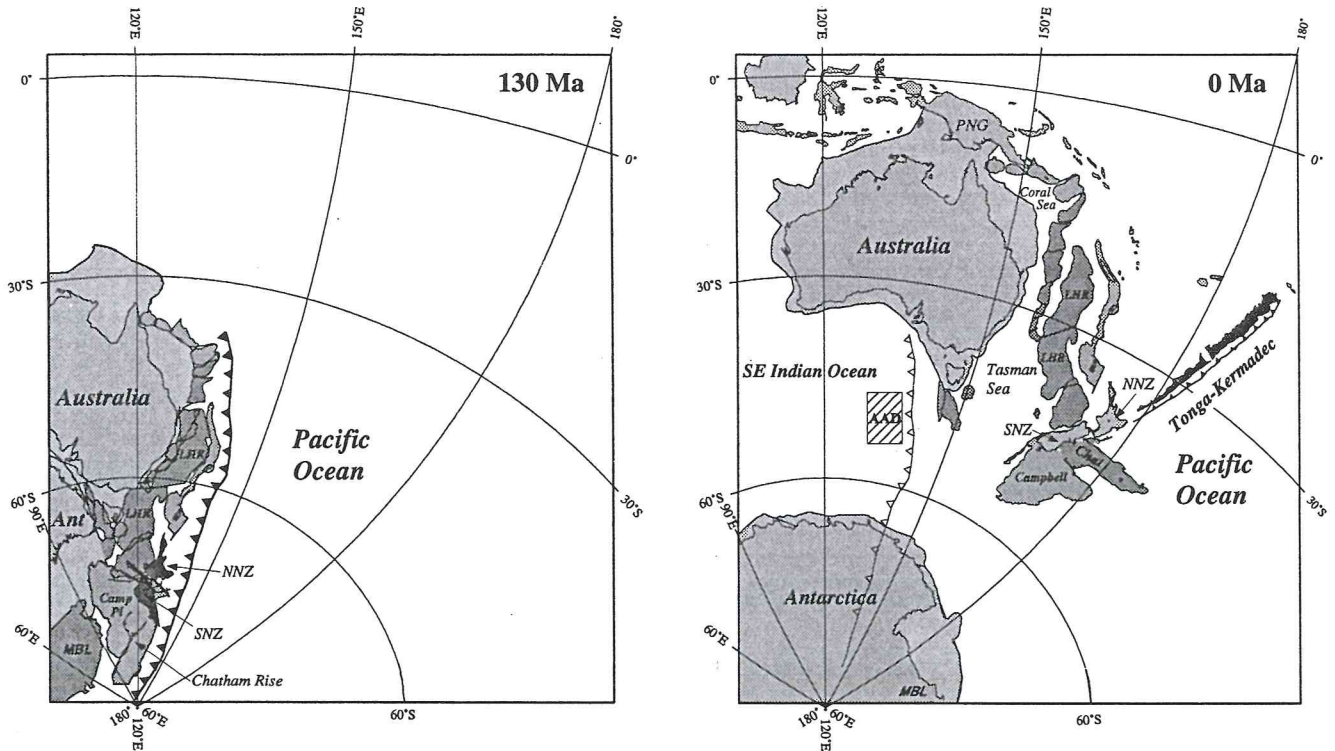 120°E
150°E
180°
0°
130 Ma
0°
30°S
Australia
LHR
Pacific
Ocean
60°S
90°E
Ant
LHR
30°S
NNZ
Camp
Pl
SNZ
60°E
MBL
Chatham Rise
180°
60°E
120°E
60°S
120°E
150°E
180°
0°
0 Ma
PNG
0°
Coral
Sea
Australia
30°S
LHR
LHR
SE Indian Ocean
Tasman
Sea
NNZ
Tonga-Kermadec
AAD
SNZ
Chat
Campbell
Pacific
Ocean
60°S
90°E
30°S
Antarctica
60°E
MBL
180°
60°E
120°E
60°S